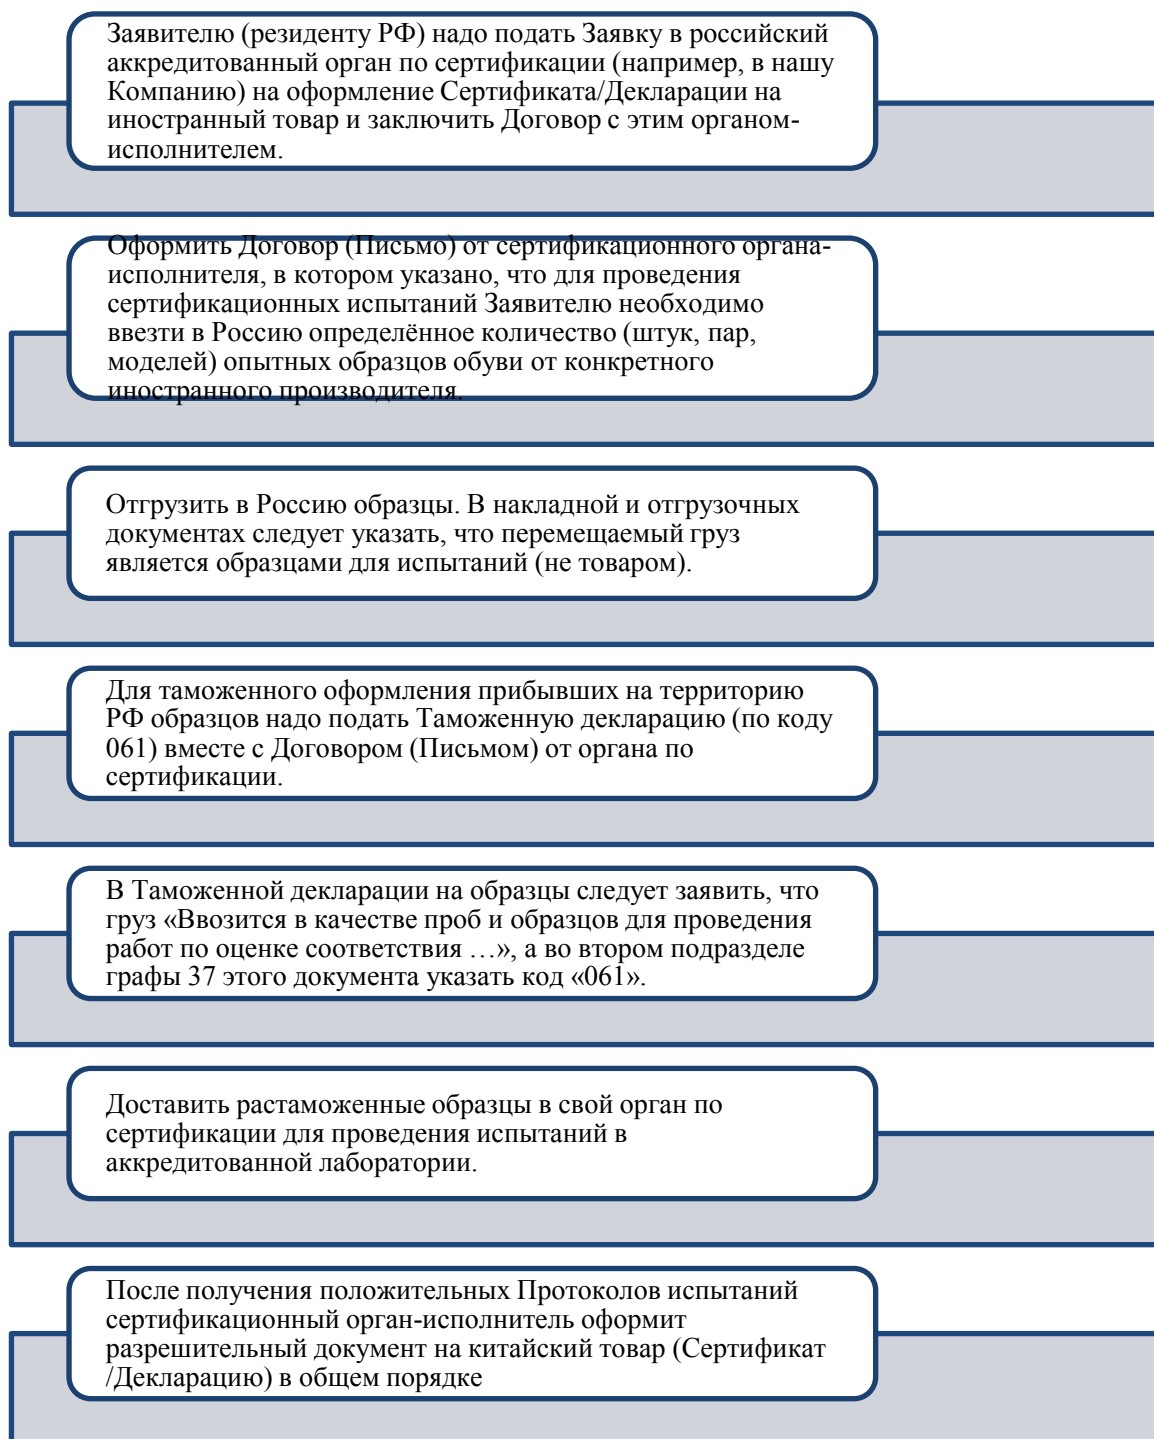 Заявителю (резиденту РФ) надо подать Заявку в российский
аккредитованный орган по сертификации (например, в нашу
Компанию) на оформление Сертификата/Декларации на
иностранный товар и заключить Договор с этим органом-
исполнителем.
Оформить Договор (Письмо) от сертификационного органа-
исполнителя, в котором указано, что для проведения
сертификационных испытаний Заявителю необходимо
ввезти в Россию определённое количество (штук, пар,
моделей) опытных образцов обуви от конкретного
иностранного производителя.
Отгрузить в Россию образцы. В накладной и отгрузочных
документах следует указать, что перемещаемый груз
является образцами для испытаний (не товаром).
Для таможенного оформления прибывших на территорию
РФ образцов надо подать Таможенную декларацию (по коду
061) вместе с Договором (Письмом) от органа по
сертификации.
В Таможенной декларации на образцы следует заявить, что
груз «Ввозится в качестве проб и образцов для проведения
работ по оценке соответствия …», а во втором подразделе
графы 37 этого документа указать код «061».
Доставить растаможенные образцы в свой орган по
сертификации для проведения испытаний в
аккредитованной лаборатории.
После получения положительных Протоколов испытаний
сертификационный орган-исполнитель оформит
разрешительный документ на китайский товар (Сертификат
/Декларацию) в общем порядке